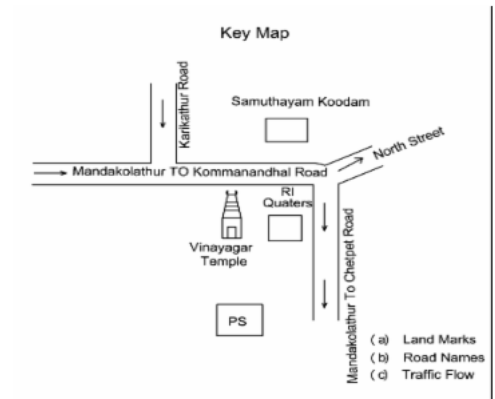 Key Map
Karikathur Road
Samuthayam Koodam
North Street
Mandakolathur TO Kommanandhal Road
RI
Quaters
Vinayagar
Temple
Mandakolathur To Chetpet Road
PS
(a) Land Marks
(b) Road Names
(c) Traffic Flow